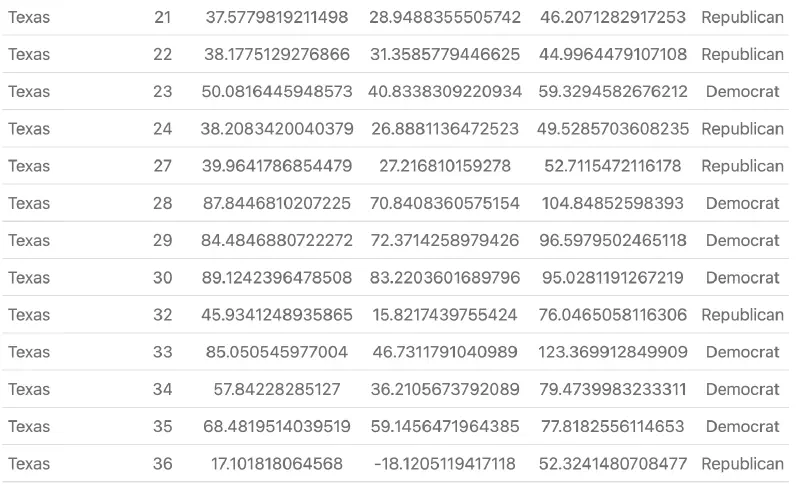 Texas 21 37.5779819211498 28.9488355505742 46.2071282917253 Republican
Texas 22 38.1775129276866 31.3585779446625 44.9964479107108 Republican
Texas 23 50.0816445948573 40.8338309220934 59.3294582676212 Democrat
Texas 24 38.2083420040379 26.8881136472523 49.5285703608235 Republican
Texas 27 39.9641786854479 27.216810159278 52.7115472116178 Republican
Texas 28 87.8446810207225 70.8408360575154 104.84852598393 Democrat
Texas 29 84.4846880722272 72.3714258979426 96.5979502465118 Democrat
Texas 30 89.1242396478508 83.2203601689796 95.0281191267219 Democrat
Texas 32 45.9341248935865 15.8217439755424 76.0465058116306 Republican
Texas 33 85.050545977004 46.7311791040989 123.369912849909 Democrat
Texas 34 57.84228285127 36.2105673792089 79.4739983233311 Democrat
Texas 35 68.4819514039519 59.1456471964385 77.8182556114653 Democrat
Texas 36 17.101818064568 -18.1205119417118 52.3241480708477 Republican